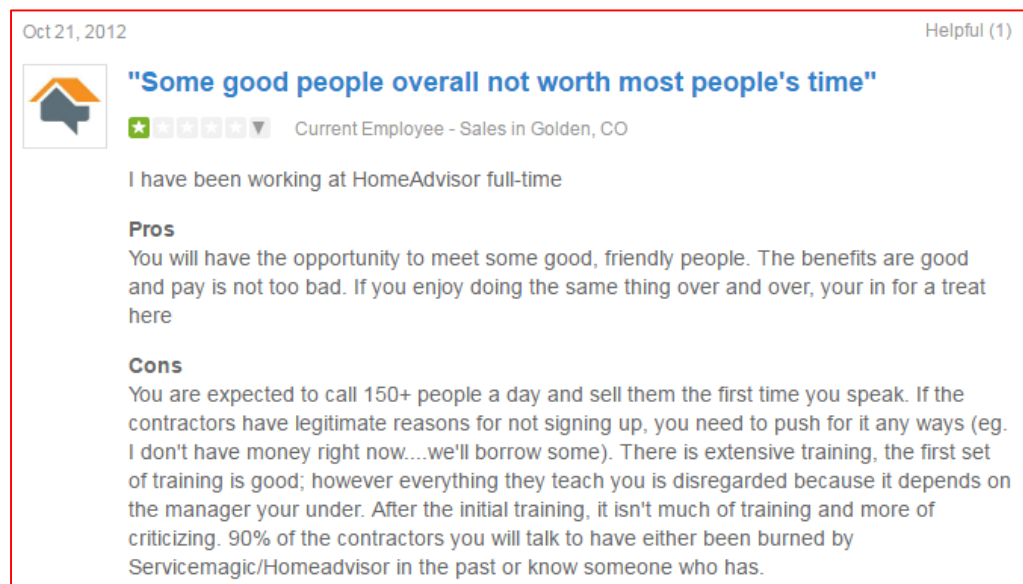 Oct 21, 2012
Helpful (1)
"Some good people overall not worth most people's time"
Current Employee - Sales in Golden, CO
I have been working at HomeAdvisor full-time
Pros
You will have the opportunity to meet some good, friendly people. The benefits are good
and pay is not too bad. If you enjoy doing the same thing over and over, your in for a treat
here
Cons
You are expected to call 150+ people a day and sell them the first time you speak. If the
contractors have legitimate reasons for not signing up, you need to push for it any ways (eg.
I don't have money right now....we'll borrow some). There is extensive training, the first set
of training is good; however everything they teach you is disregarded because it depends on
the manager your under. After the initial training, it isn't much of training and more of
criticizing. 90% of the contractors you will talk to have either been burned by
Servicemagic/Homeadvisor in the past or know someone who has.